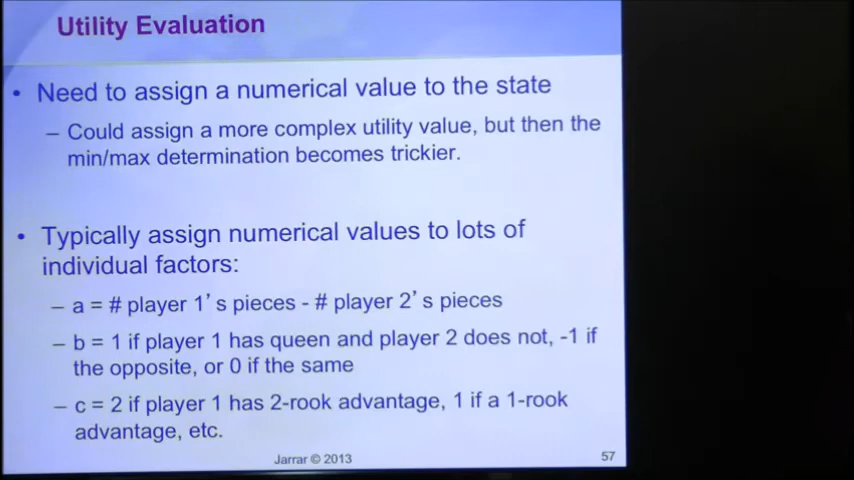 Utility Evaluation
• Need to assign a numerical value to the state
– Could assign a more complex utility value, but then the
min/max determination becomes trickier.
• Typically assign numerical values to lots of
individual factors:
– a = # player 1's pieces - # player 2's pieces
– b = 1 if player 1 has queen and player 2 does not, -1 if
the opposite, or 0 if the same
– c = 2 if player 1 has 2-rook advantage, 1 if a 1-rook
advantage, etc.
Jarrar © 2013
57